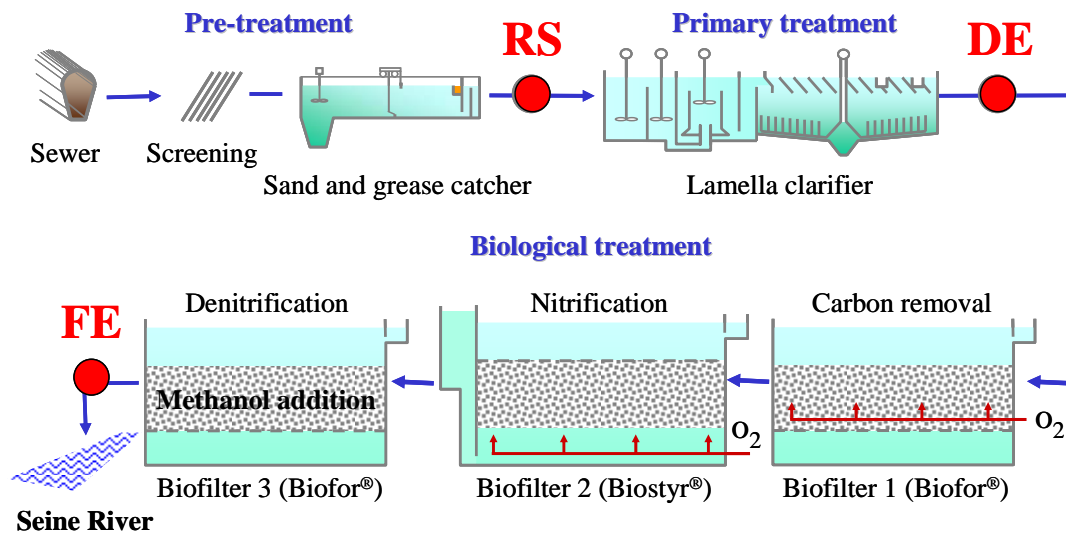 Pre-treatment
RS
Primary treatment
DE
Sewer
Screening
Sand and grease catcher
Lamella clarifier
Biological treatment
FE
Denitrification
Nitrification
Carbon removal
Methanol addition
O2
O2
Biofilter 3 (Biofor®)
Biofilter 2 (Biostyr®)
Biofilter 1 (Biofor®)
Seine River